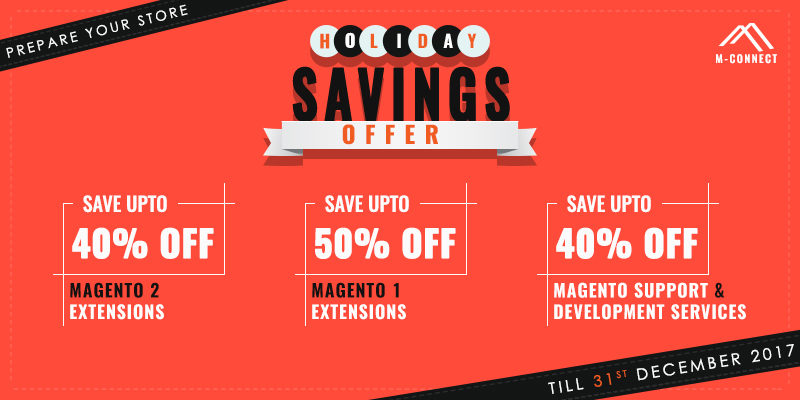 PREPARE YOUR STORE
HOLIDAY
SAVINGS
OFFER
M-CONNECT
SAVE UPTO
40% OFF
MAGENTO 2
EXTENSIONS
SAVE UPTO
50% OFF
MAGENTO 1
EXTENSIONS
SAVE UPTO
40% OFF
MAGENTO SUPPORT &
DEVELOPMENT SERVICES
TILL 31ST DECEMBER 2017